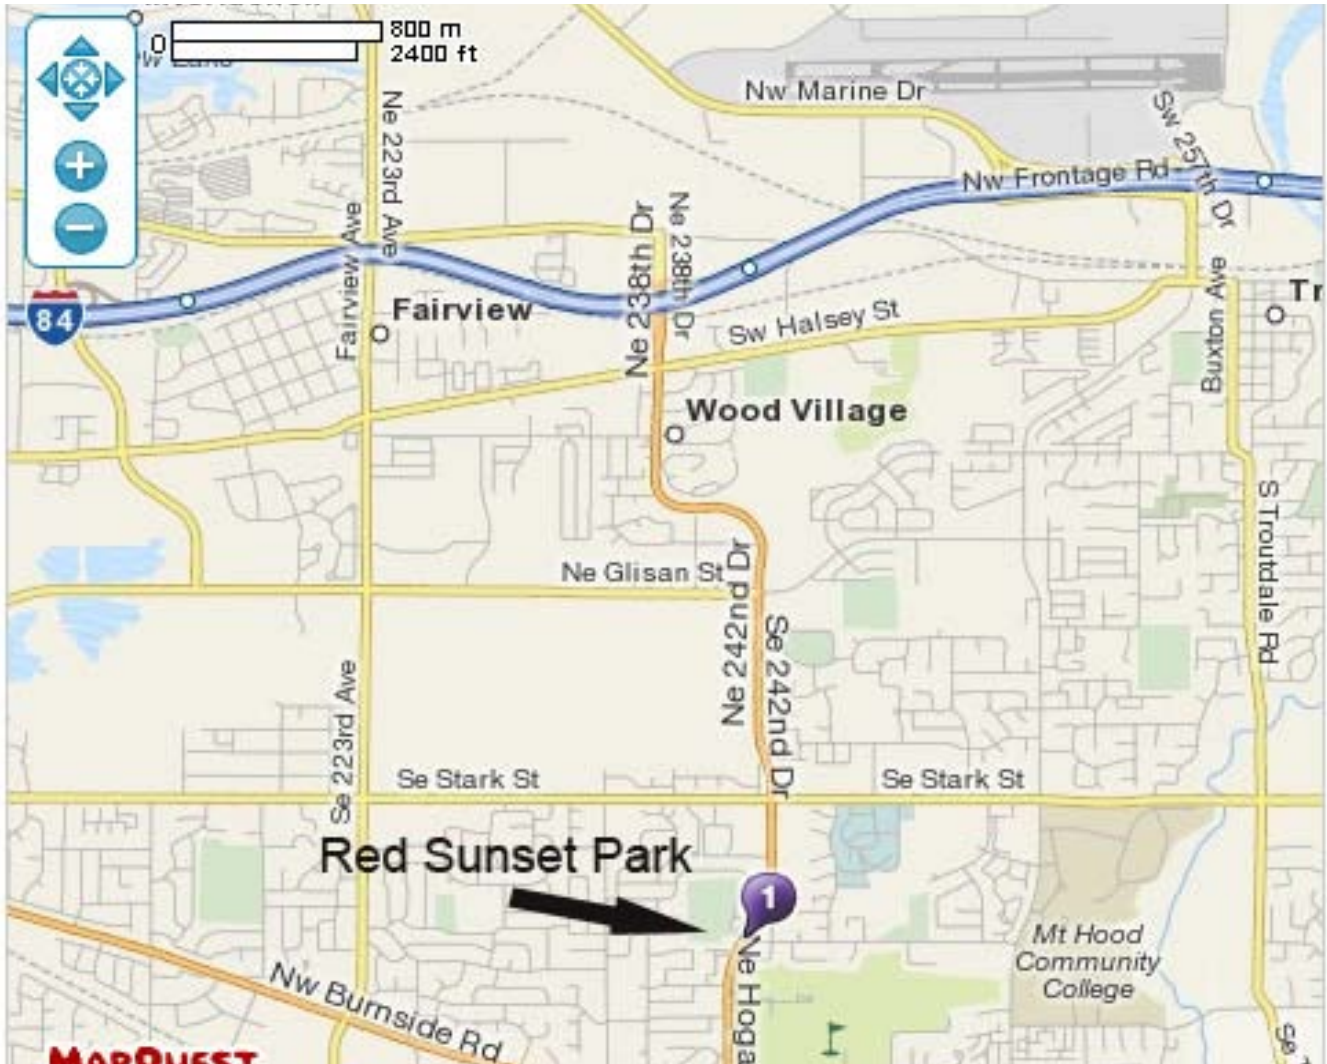 0
800 m
2400 ft
Nw Marine Dr
Sw 257th Dr
Ne 223rd Ave
Nw Frontage Rd
Fairview Ave
Ne 238th Dr
Ne 238th Dr
84
Fairview
Sw Halsey St
Buxton Ave
Tr
Wood Village
S Troutdale Rd
Ne Glisan St
Ne 242nd Dr
Se 242nd Dr
Se 223rd Ave
Se Stark St
Se Stark St
Red Sunset Park
1
Mt Hood
Community
College
Ne Hoga
Nw Burnside Rd
MAPQUEST